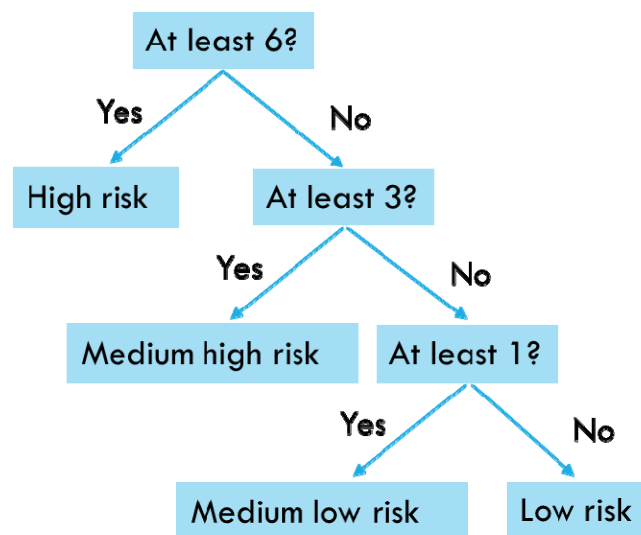 At least 6?
Yes
No
High risk
At least 3?
Yes
No
Medium high risk
At least 1?
Yes
No
Medium low risk
Low risk